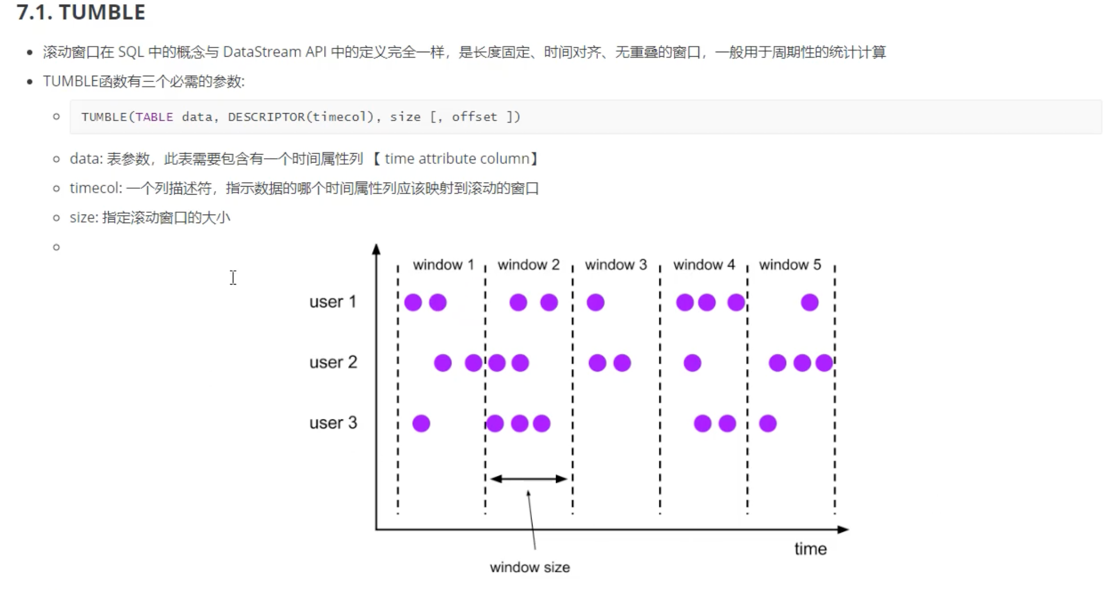 7.1. TUMBLE
滚动窗口在 SQL 中的概念与 DataStream API 中的定义完全一样，是长度固定、时间对齐、无重叠的窗口，一般用于周期性的统计计算
TUMBLE函数有三个必需的参数:
TUMBLE(TABLE data, DESCRIPTOR(timecol), size [, offset ])
data: 表参数，此表需要包含有一个时间属性列 【 time attribute column】
timecol: 一个列描述符，指示数据的哪个时间属性列应该映射到滚动的窗口
size: 指定滚动窗口的大小
window 1 window 2 window 3 window 4 window 5
user 1
user 2
user 3
time
window size